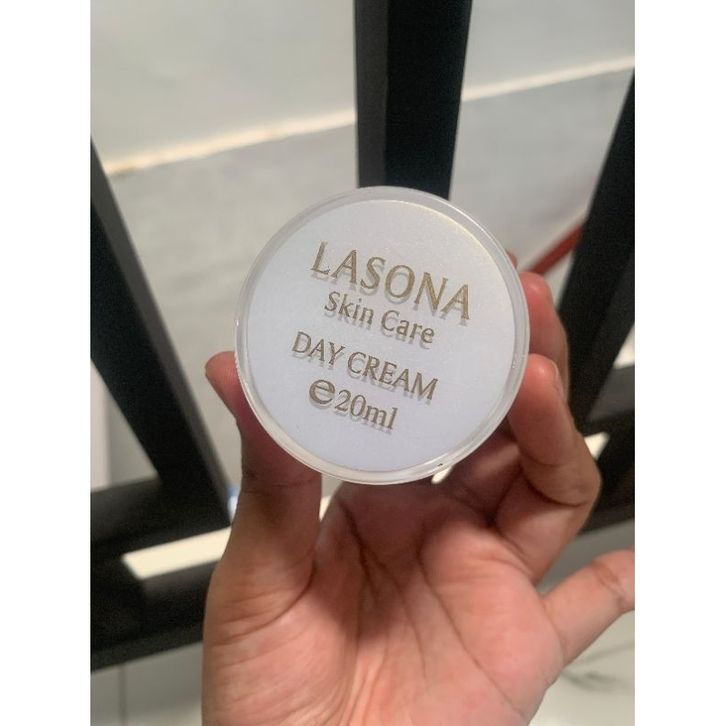 LASONA
Skin Care
DAY CREAM
℮20ml